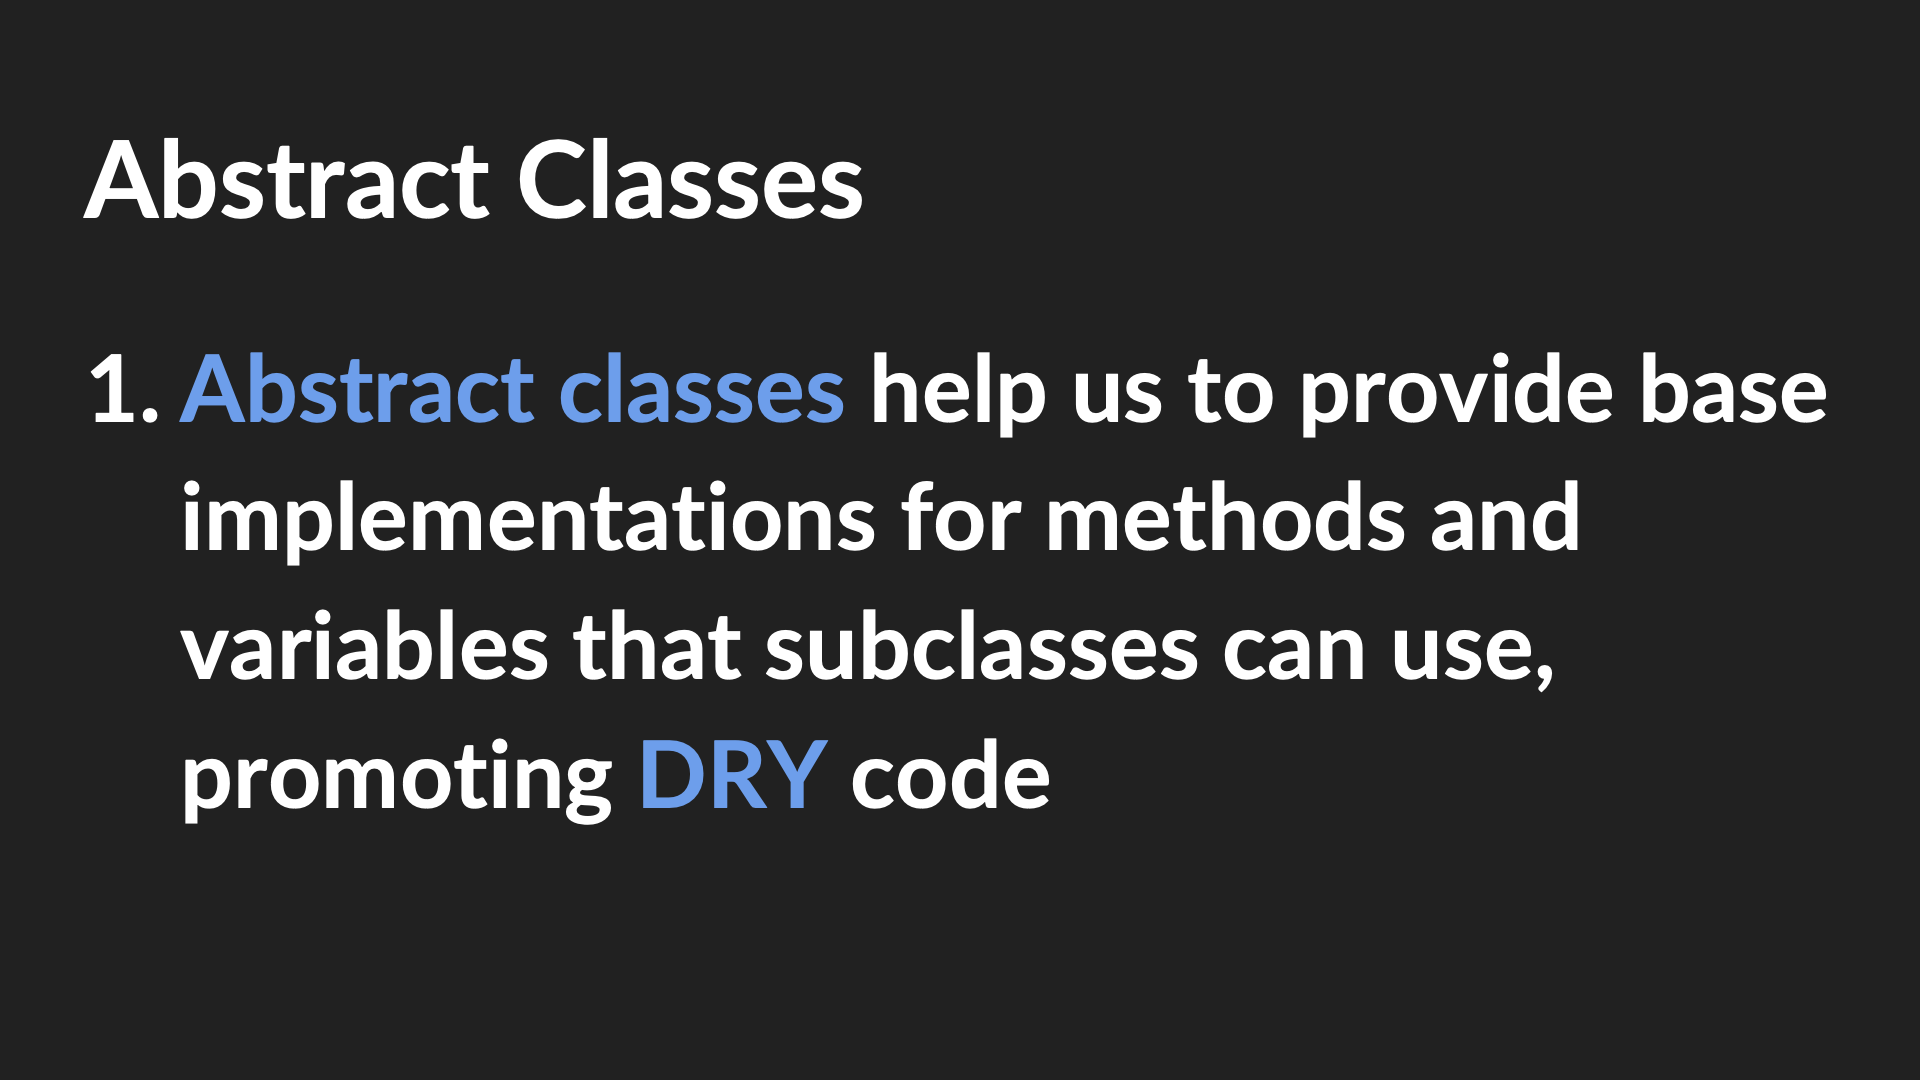 Abstract Classes
1. Abstract classes help us to provide base
implementations for methods and
variables that subclasses can use,
promoting DRY code